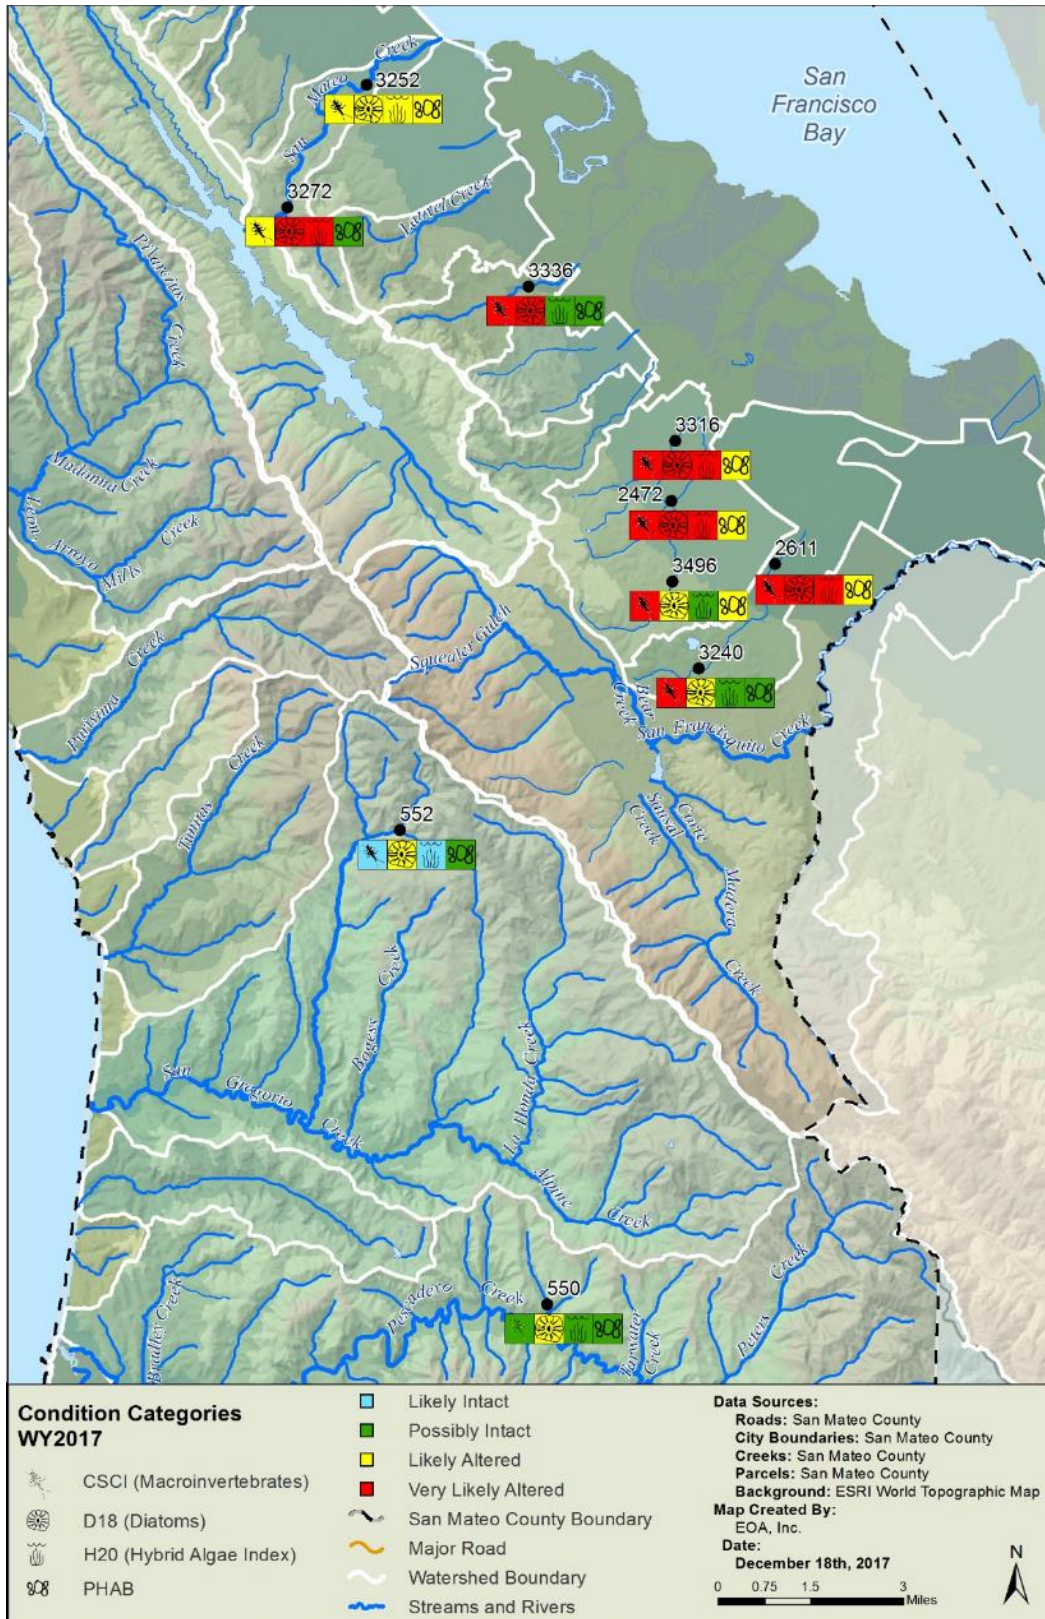 San
Francisco
Bay
Creek
Mateo
San
3252
3272
Laurel Creek
Pilarcitos
Creek
3336
3316
2472
3496
2611
3240
Madonna Creek
Arroyo
Leon
Mills
Creek
Purisima
Creek
Squealer Gulch
Bear
Creek
San Francisquito Creek
Tunitas
Creek
Sausal
Creek
Corte
Madera
Creek
552
Bogess
Creek
La Honda Creek
San
Gregorio
Creek
Alpine
Creek
550
Pescadero
Creek
Bradley Creek
Tarwater
Creek
Peters
Creek
Condition Categories
WY2017
CSCI (Macroinvertebrates)
D18 (Diatoms)
H20 (Hybrid Algae Index)
PHAB
Likely Intact
Possibly Intact
Likely Altered
Very Likely Altered
San Mateo County Boundary
Major Road
Watershed Boundary
Streams and Rivers
Data Sources:
Roads: San Mateo County
City Boundaries: San Mateo County
Creeks: San Mateo County
Parcels: San Mateo County
Background: ESRI World Topographic Map
Map Created By:
EOA, Inc.
Date:
December 18th, 2017
N
0 0.75 1.5 3
Miles